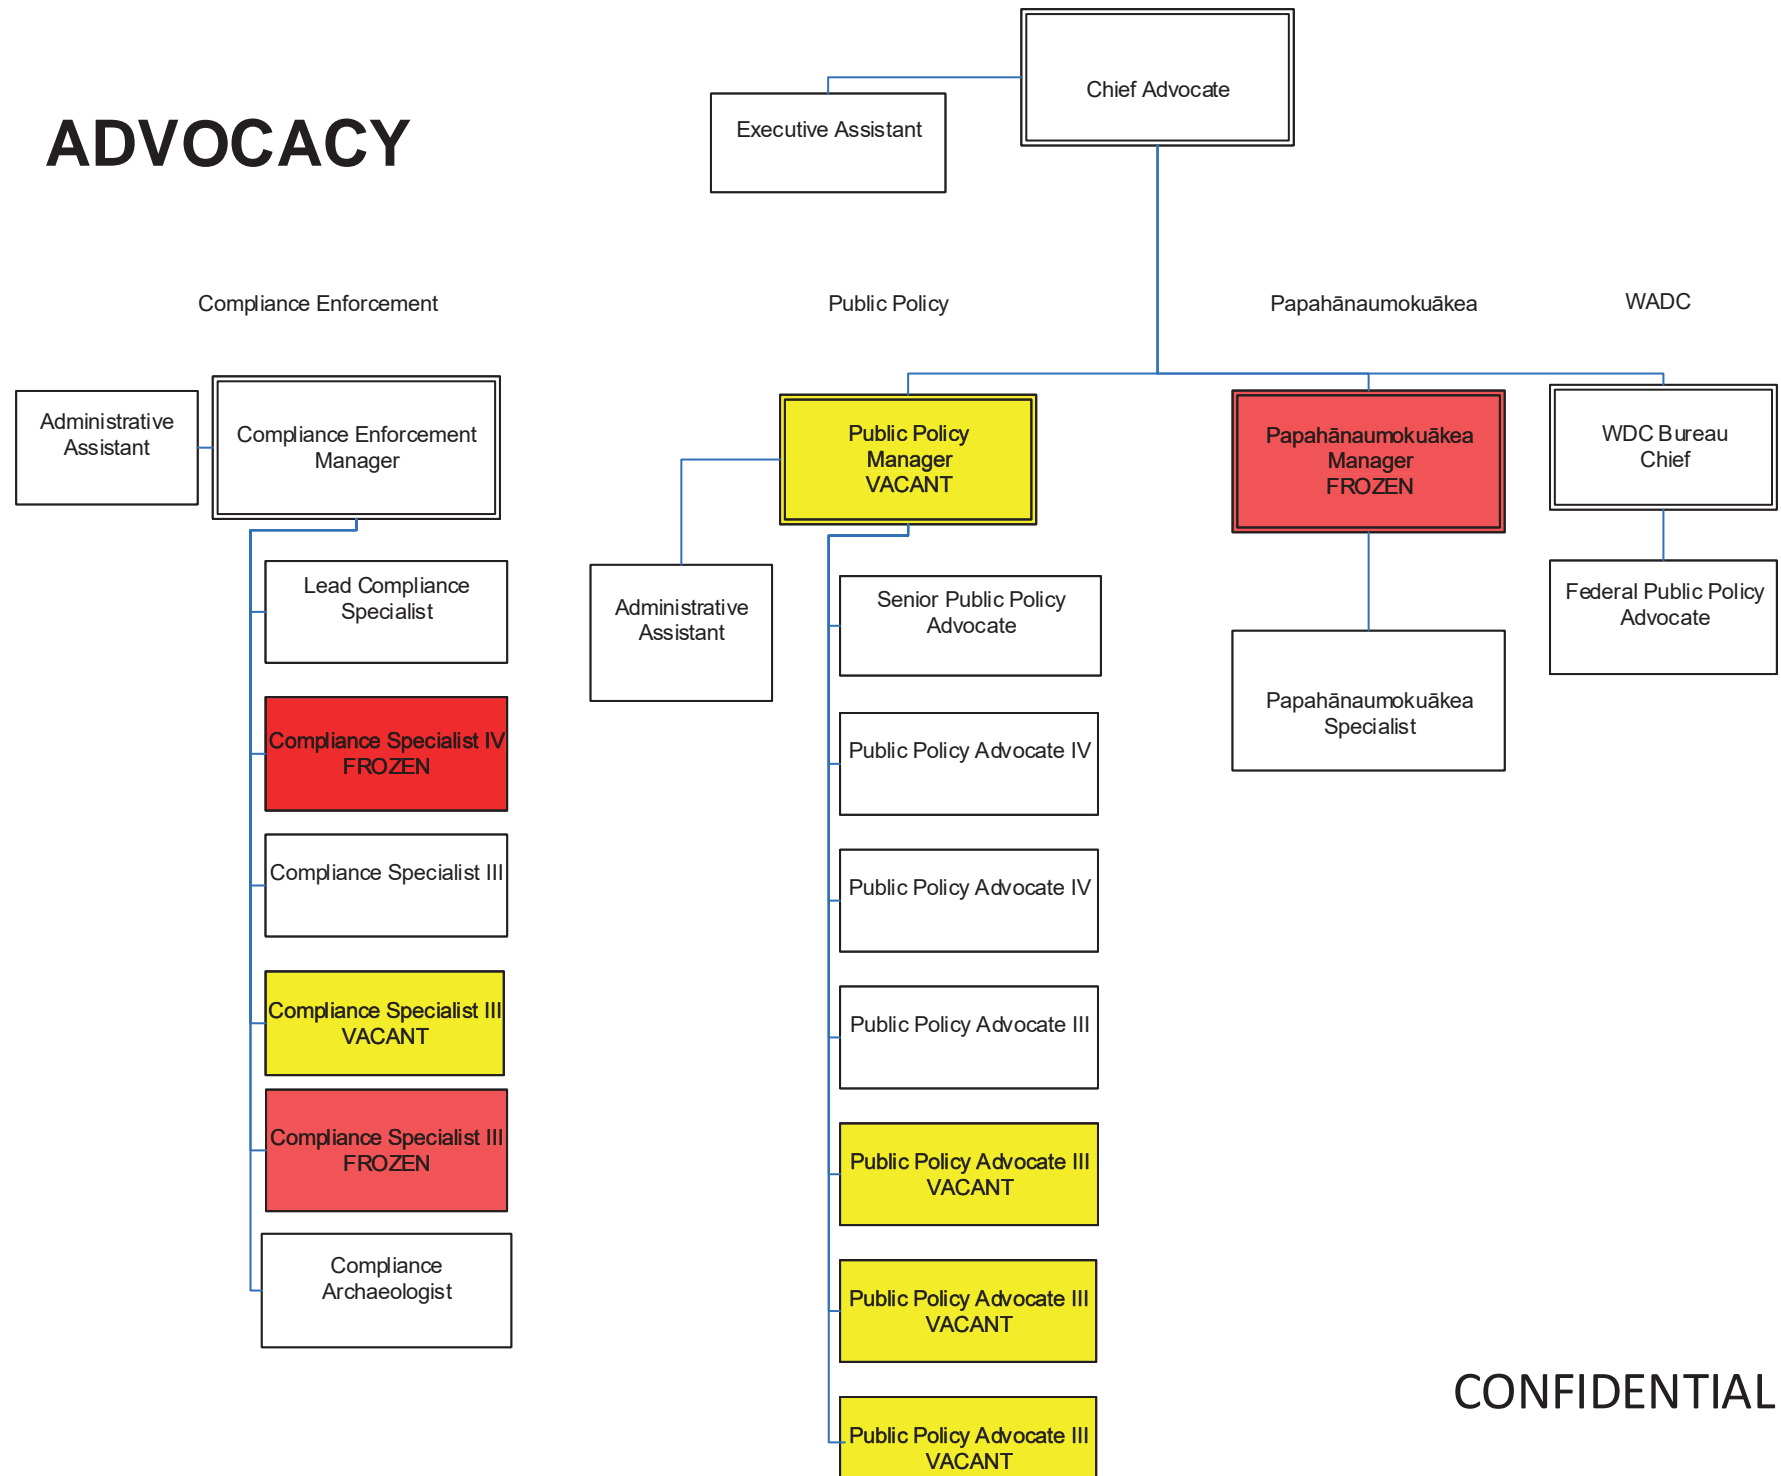 ADVOCACY
Chief Advocate
Executive Assistant
Compliance Enforcement
Public Policy
Papahānaumokuākea
WADC
Administrative
Assistant
Compliance Enforcement
Manager
Lead Compliance
Specialist
Compliance Specialist IV
FROZEN
Compliance Specialist III
Compliance Specialist III
VACANT
Compliance Specialist III
FROZEN
Compliance
Archaeologist
Public Policy
Manager
VACANT
Administrative
Assistant
Senior Public Policy
Advocate
Public Policy Advocate IV
Public Policy Advocate IV
Public Policy Advocate III
Public Policy Advocate III
VACANT
Public Policy Advocate III
VACANT
Public Policy Advocate III
VACANT
Papahānaumokuākea
Manager
FROZEN
Papahānaumokuākea
Specialist
WDC Bureau
Chief
Federal Public Policy
Advocate
CONFIDENTIAL